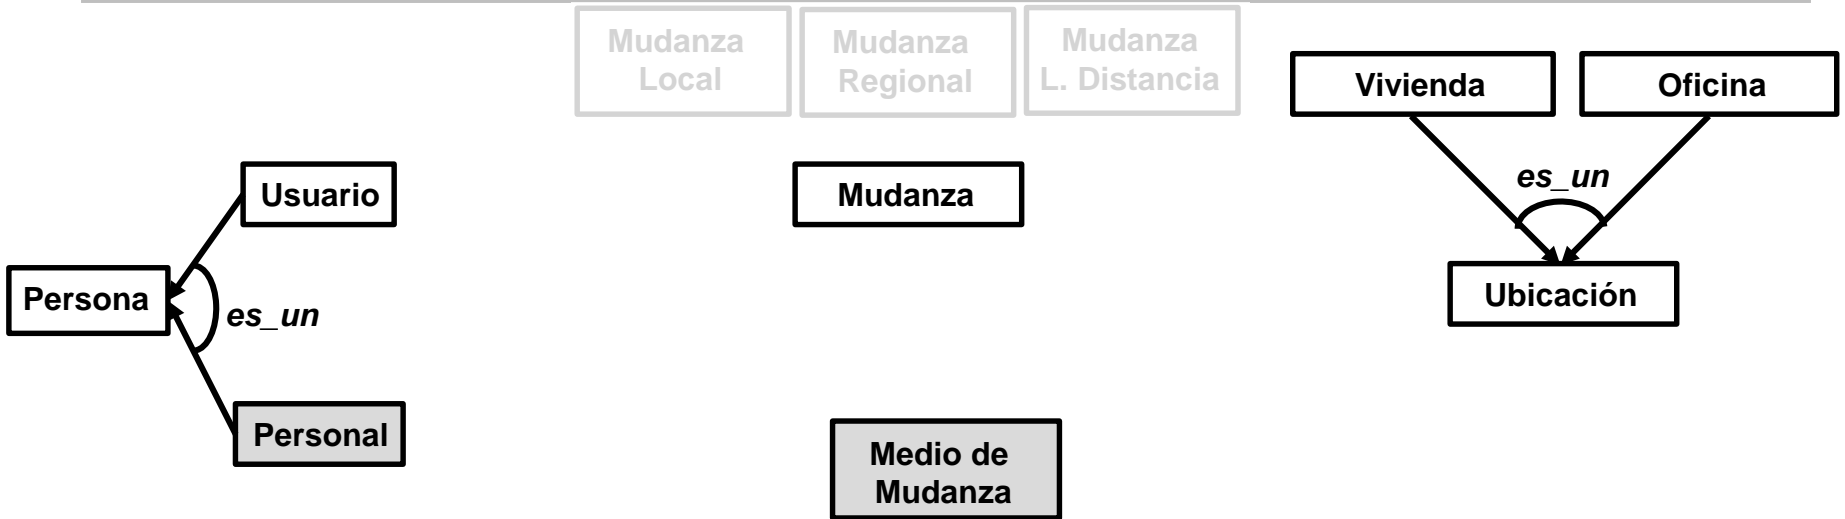 Mudanza
Local
Mudanza
Regional
Mudanza
L. Distancia
Vivienda
Oficina
Usuario
Mudanza
es_un
Persona
es_un
Ubicación
Personal
Medio de
Mudanza